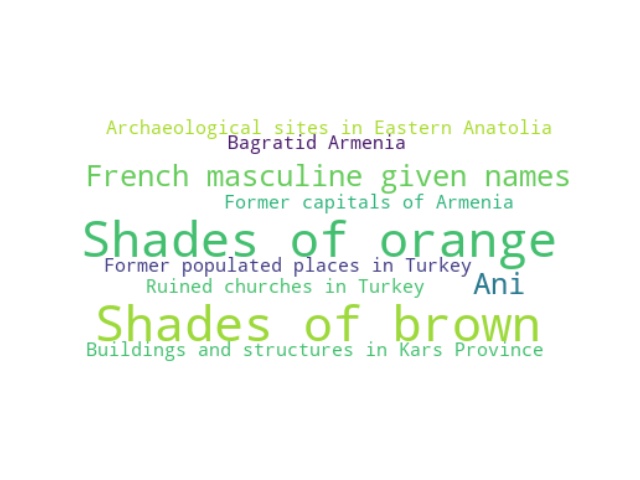 Archaeological sites in Eastern Anatolia
Bagratid Armenia
French masculine given names
Former capitals of Armenia
Shades of orange
Former populated places in Turkey
Ruined churches in Turkey
Ani
Shades of brown
Buildings and structures in Kars Province